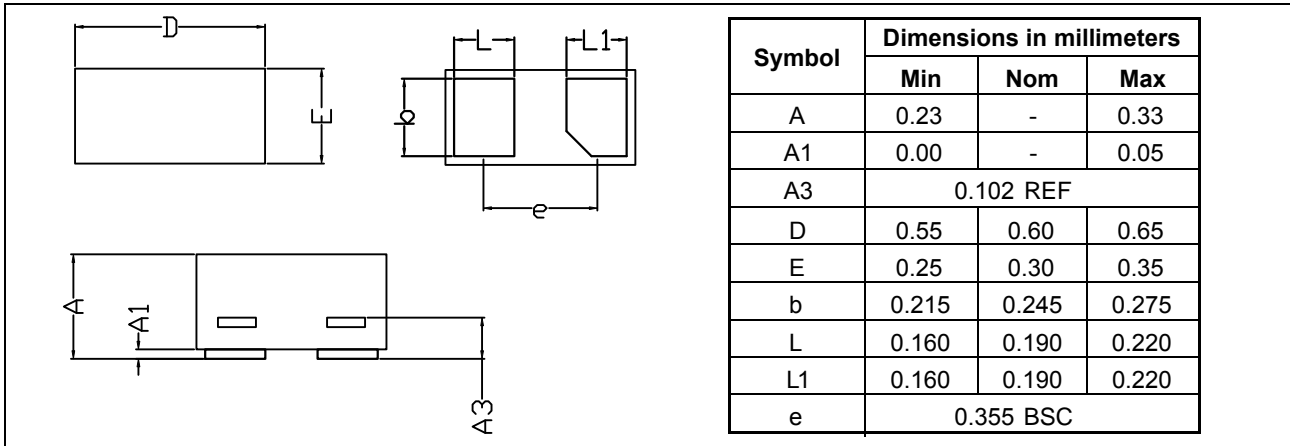 D
E
L
L1
b
e
A
A1
A3
Symbol Dimensions in millimeters
Min Nom Max
A 0.23 - 0.33
A1 0.00 - 0.05
A3 0.102 REF
D 0.55 0.60 0.65
E 0.25 0.30 0.35
b 0.215 0.245 0.275
L 0.160 0.190 0.220
L1 0.160 0.190 0.220
e 0.355 BSC